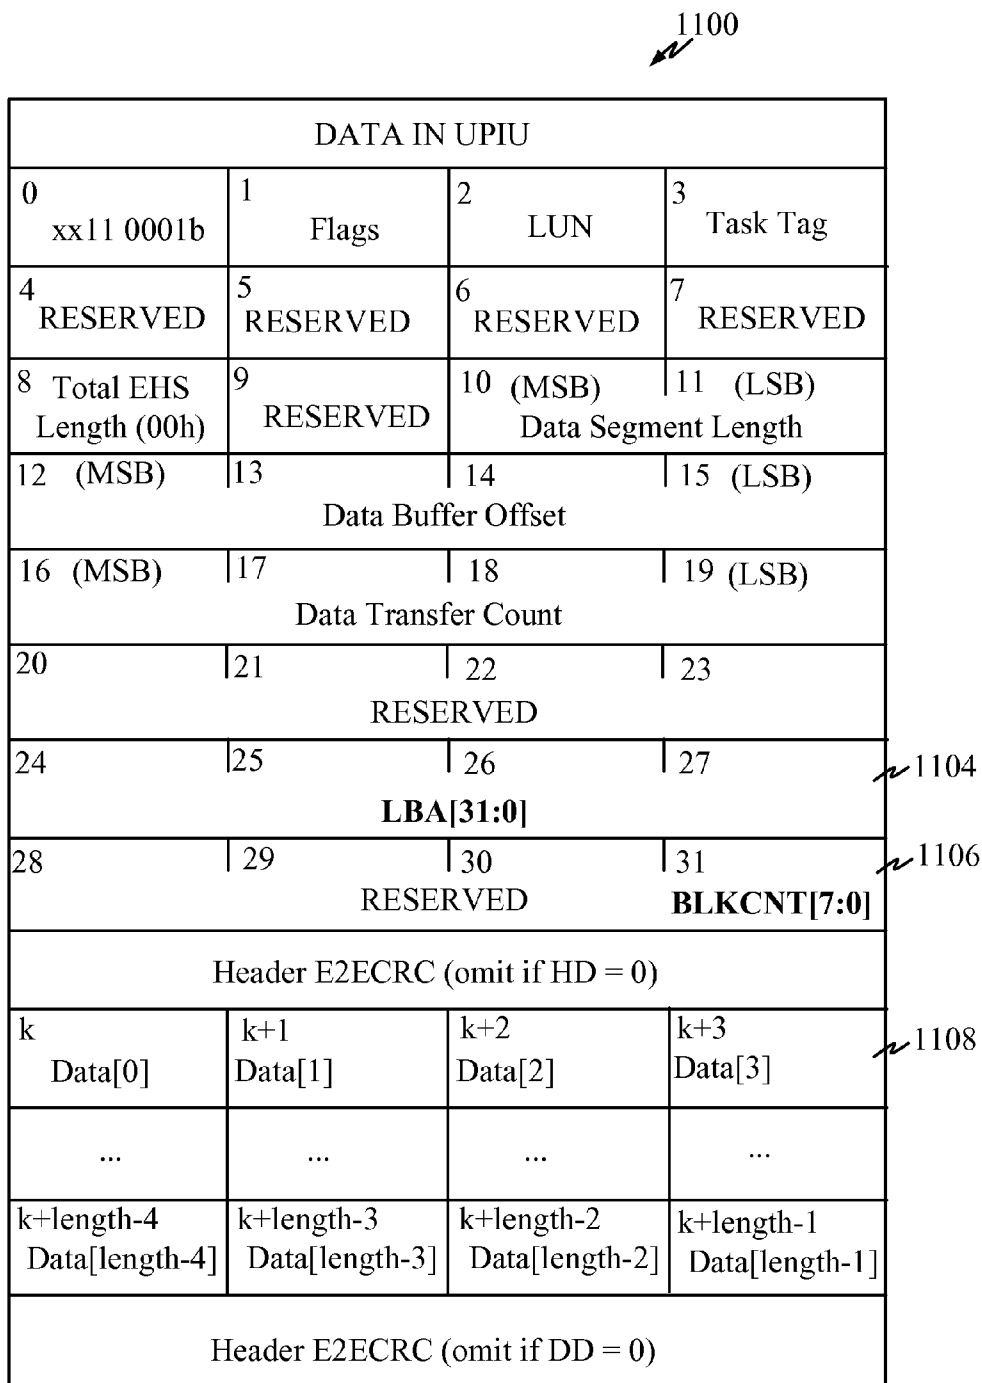 1100
DATA IN UPIU
0 1 2 3
xx11 0001b Flags LUN Task Tag
4 5 6 7
RESERVED RESERVED RESERVED RESERVED
8 Total EHS 9 10 (MSB) 11 (LSB)
Length (00h) RESERVED Data Segment Length
12 (MSB) 13 14 15 (LSB)
Data Buffer Offset
16 (MSB) 17 18 19 (LSB)
Data Transfer Count
20 21 22 23
RESERVED
24 25 26 27 1104
LBA[31:0]
28 29 30 31 1106
RESERVED BLKCNT[7:0]
Header E2ECRC (omit if HD = 0)
k k+1 k+2 k+3 1108
Data[0] Data[1] Data[2] Data[3]
... ... ... ...
k+length-4 k+length-3 k+length-2 k+length-1
Data[length-4] Data[length-3] Data[length-2] Data[length-1]
Header E2ECRC (omit if DD = 0)